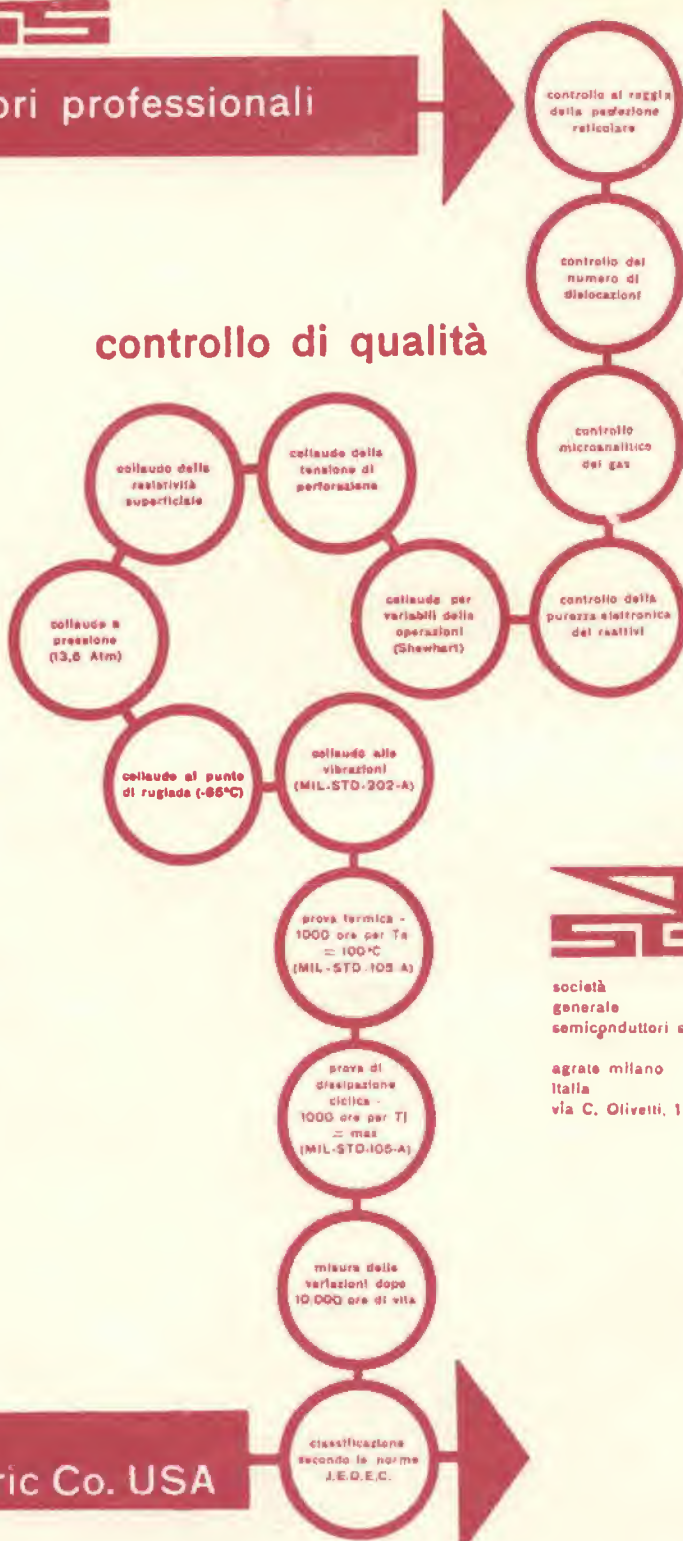 ori professionali
controllo ai raggi x
della perfezione
reticolare
controllo del
numero di
dislocazioni
controllo
microanalitico
dei gas
controllo della
purezza elettronica
dei reattivi
controllo di qualità
collaudo per
variabili delle
operazioni
(Shewhart)
collaudo della
tensione di
perforazione
collaudo della
resistività
superficiale
collaudo a
pressione
(13,6 Atm)
collaudo al punto
di rugiada (-65°C)
collaudo alle
vibrazioni
(MIL-STD-202-A)
prova termica -
1000 ore per Ta
= 100°C
(MIL-STD-105 A)
prova di
dissipazione
ciclica -
1000 ore per Tj
= max
(MIL-STD-105-A)
misura delle
variazioni dopo
10.000 ore di vita
classificazione
secondo le norme
J.E.D.E.C.
società
generale
semiconduttori s
agrate milano
italia
via C. Olivetti, 1
ric Co. USA